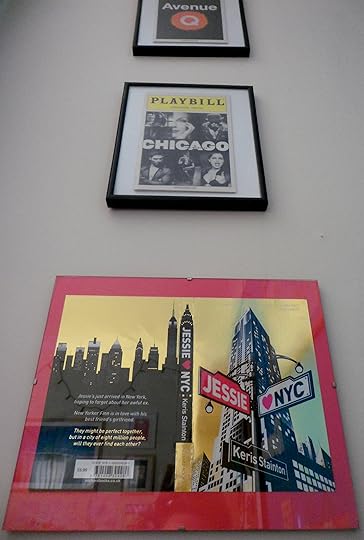 Avenue
Q
PLAYBILL
CHICAGO
Jessie's just arrived in New York,
hoping to forget about her awful ex.
New Yorker Finn is in love with his
best friend's girlfriend.
They might be perfect together,
but in a city of eight million people,
will they ever find each other?
£5.99
JESSIE ♥ NYC
Keris Stainton
JESSIE
♥ NYC
Keris Stainton